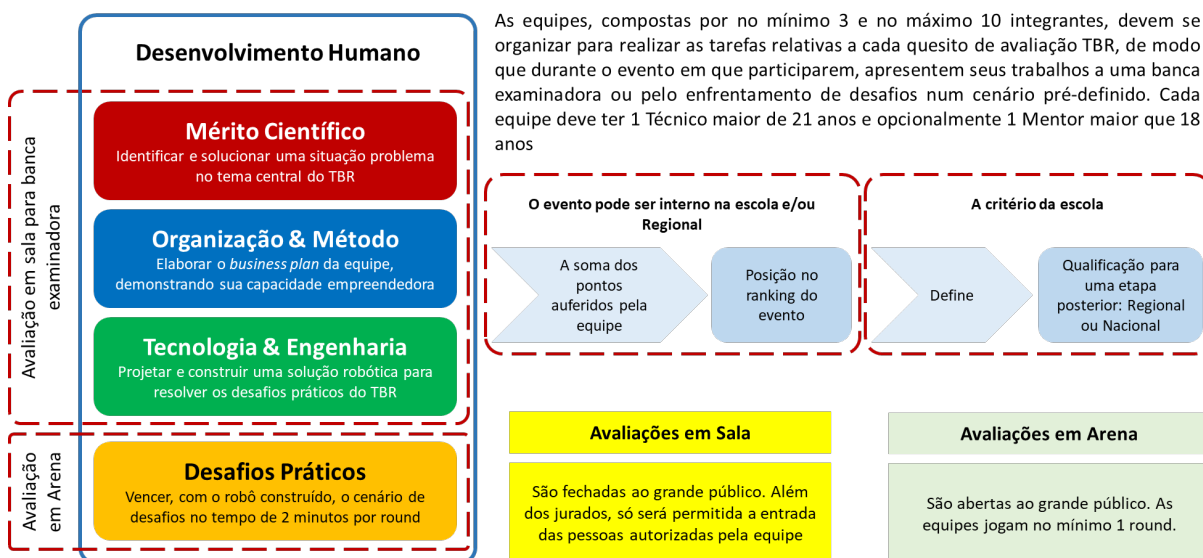 Desenvolvimento Humano
Avaliação em sala para banca
examinadora
Mérito Científico
Identificar e solucionar uma situação problema
no tema central do TBR
Organização & Método
Elaborar o business plan da equipe,
demonstrando sua capacidade empreendedora
Tecnologia & Engenharia
Projetar e construir uma solução robótica para
resolver os desafios práticos do TBR
Avaliação
em Arena
Desafios Práticos
Vencer, com o robô construído, o cenário de
desafios no tempo de 2 minutos por round
As equipes, compostas por no mínimo 3 e no máximo 10 integrantes, devem se
organizar para realizar as tarefas relativas a cada quesito de avaliação TBR, de modo
que durante o evento em que participarem, apresentem seus trabalhos a uma banca
examinadora ou pelo enfrentamento de desafios num cenário pré-definido. Cada
equipe deve ter 1 Técnico maior de 21 anos e opcionalmente 1 Mentor maior que 18
anos
O evento pode ser interno na escola e/ou
Regional
A soma dos
pontos
auferidos pela
equipe
Posição no
ranking do
evento
A critério da escola
Define
Qualificação para
uma etapa
posterior: Regional
ou Nacional
Avaliações em Sala
São fechadas ao grande público. Além
dos jurados, só será permitida a entrada
das pessoas autorizadas pela equipe
Avaliações em Arena
São abertas ao grande público. As
equipes jogam no mínimo 1 round.